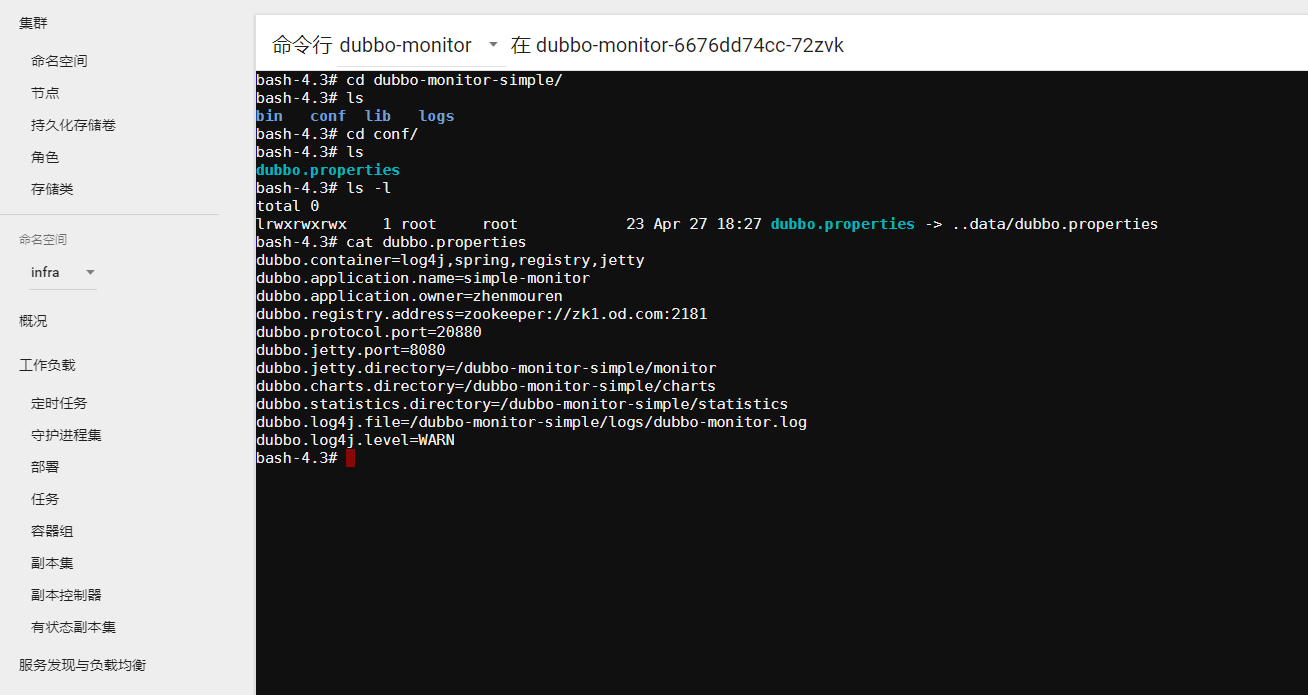 集群
命名空间
节点
持久化存储卷
角色
存储类
命名空间
infra
概况
工作负载
定时任务
守护进程集
部署
任务
容器组
副本集
副本控制器
有状态副本集
服务发现与负载均衡
命令行 dubbo-monitor 在 dubbo-monitor-6676dd74cc-72zvk
bash-4.3# cd dubbo-monitor-simple/
bash-4.3# ls
bin   conf  lib   logs
bash-4.3# cd conf/
bash-4.3# ls
dubbo.properties
bash-4.3# ls -l
total 0
lrwxrwxrwx    1 root     root            23 Apr 27 18:27 dubbo.properties -> ..data/dubbo.properties
bash-4.3# cat dubbo.properties
dubbo.container=log4j,spring,registry,jetty
dubbo.application.name=simple-monitor
dubbo.application.owner=zhenmouren
dubbo.registry.address=zookeeper://zk1.od.com:2181
dubbo.protocol.port=20880
dubbo.jetty.port=8080
dubbo.jetty.directory=/dubbo-monitor-simple/monitor
dubbo.charts.directory=/dubbo-monitor-simple/charts
dubbo.statistics.directory=/dubbo-monitor-simple/statistics
dubbo.log4j.file=/dubbo-monitor-simple/logs/dubbo-monitor.log
dubbo.log4j.level=WARN
bash-4.3#